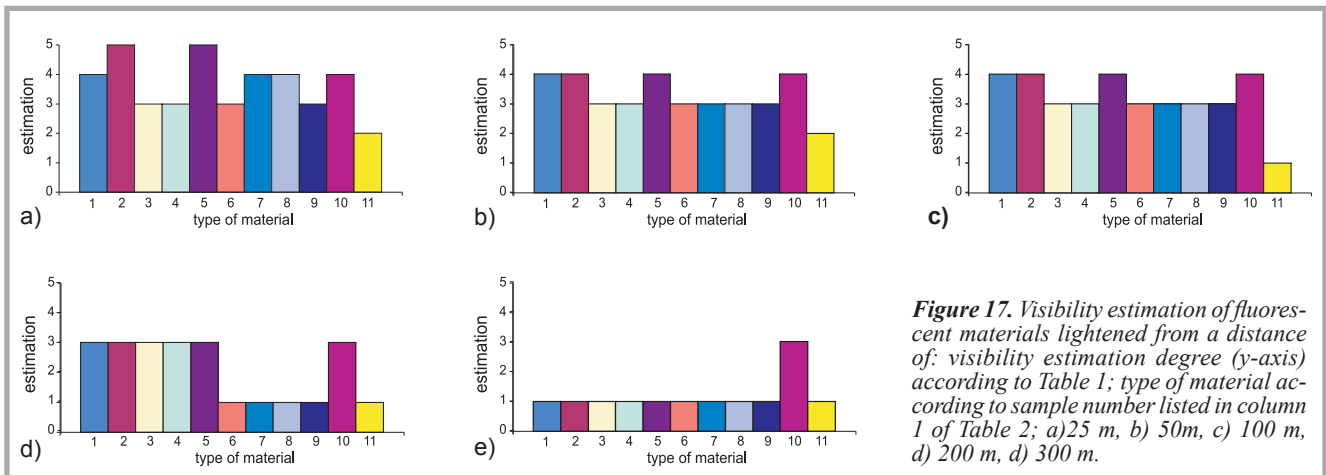 5
4
3
2
1
0
estimation
1 2 3 4 5 6 7 8 9 10 11
type of material
a)
5
4
3
2
1
0
estimation
1 2 3 4 5 6 7 8 9 10 11
type of material
b)
5
4
3
2
1
0
estimation
1 2 3 4 5 6 7 8 9 10 11
type of material
c)
5
4
3
2
1
0
estimation
1 2 3 4 5 6 7 8 9 10 11
type of material
d)
5
4
3
2
1
0
estimation
1 2 3 4 5 6 7 8 9 10 11
type of material
e)
Figure 17. Visibility estimation of fluores-
cent materials lightened from a distance
of: visibility estimation degree (y-axis)
according to Table 1; type of material ac-
cording to sample number listed in column
1 of Table 2; a)25 m, b) 50m, c) 100 m,
d) 200 m, d) 300 m.